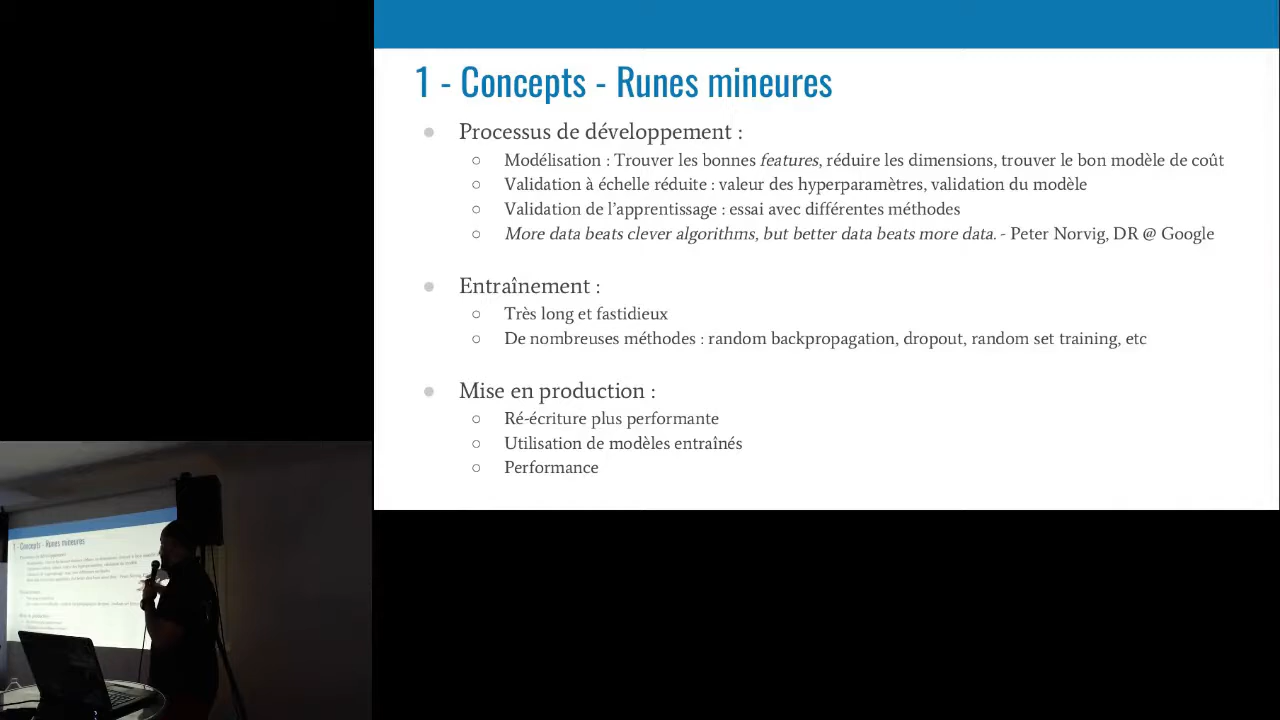 1 - Concepts - Runes mineures
Processus de développement :
Modélisation : Trouver les bonnes features, réduire les dimensions, trouver le bon modèle de coût
Validation à échelle réduite : valeur des hyperparamètres, validation du modèle
Validation de l'apprentissage : essai avec différentes méthodes
More data beats clever algorithms, but better data beats more data. - Peter Norvig, DR @ Google
Entraînement :
Très long et fastidieux
De nombreuses méthodes : random backpropagation, dropout, random set training, etc
Mise en production :
Ré-écriture plus performante
Utilisation de modèles entraînés
Performance
1 - Concepts - Runes mineures